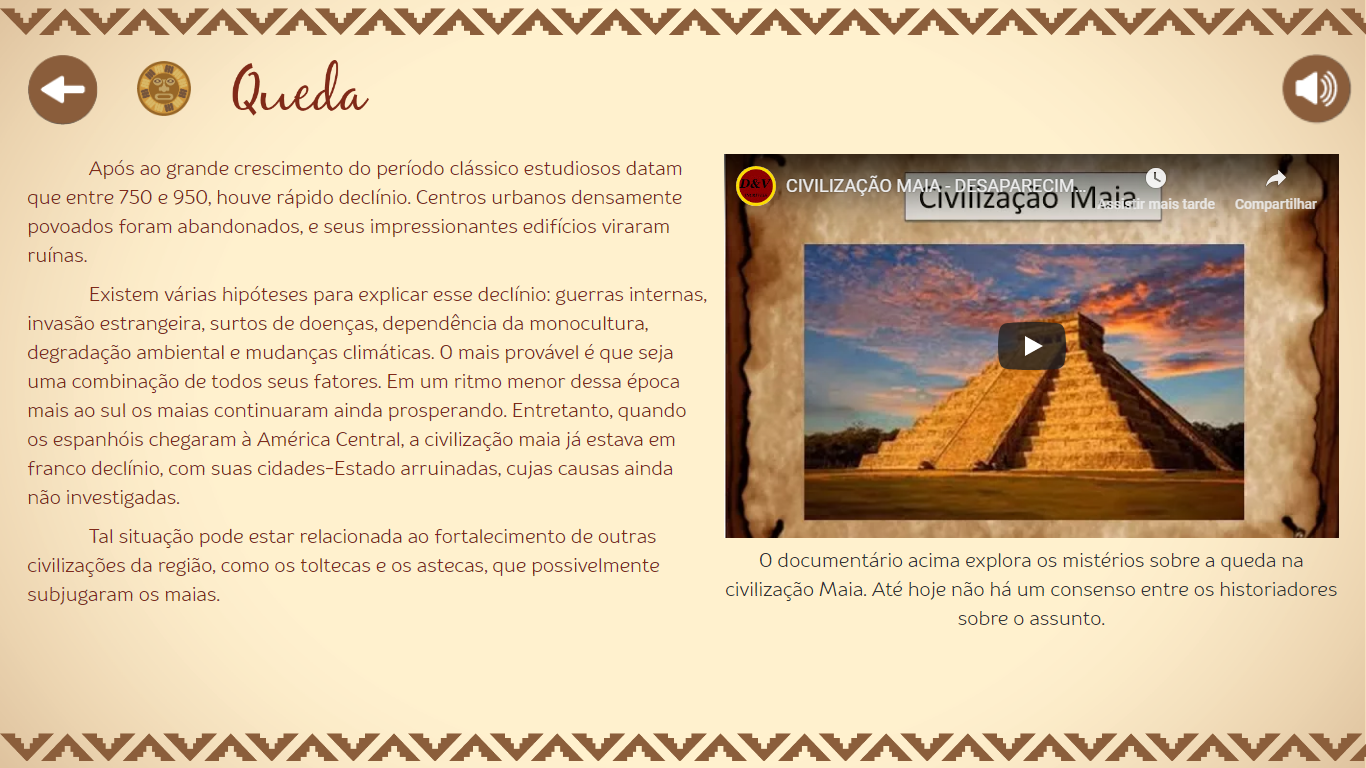 Queda
Após ao grande crescimento do período clássico estudiosos datam
que entre 750 e 950, houve rápido declínio. Centros urbanos densamente
povoados foram abandonados, e seus impressionantes edifícios viraram
ruínas.
Existem várias hipóteses para explicar esse declínio: guerras internas,
invasão estrangeira, surtos de doenças, dependência da monocultura,
degradação ambiental e mudanças climáticas. O mais provável é que seja
uma combinação de todos seus fatores. Em um ritmo menor dessa época
mais ao sul os maias continuaram ainda prosperando. Entretanto, quando
os espanhóis chegaram à América Central, a civilização maia já estava em
franco declínio, com suas cidades-Estado arruinadas, cujas causas ainda
não investigadas.
Tal situação pode estar relacionada ao fortalecimento de outras
civilizações da região, como os toltecas e os astecas, que possivelmente
subjugaram os maias.
D&V
CIVILIZAÇÃO MAIA - DESAPARECIM...
Civilização Maia
Assistir mais tarde
Compartilhar
O documentário acima explora os mistérios sobre a queda na
civilização Maia. Até hoje não há um consenso entre os historiadores
sobre o assunto.